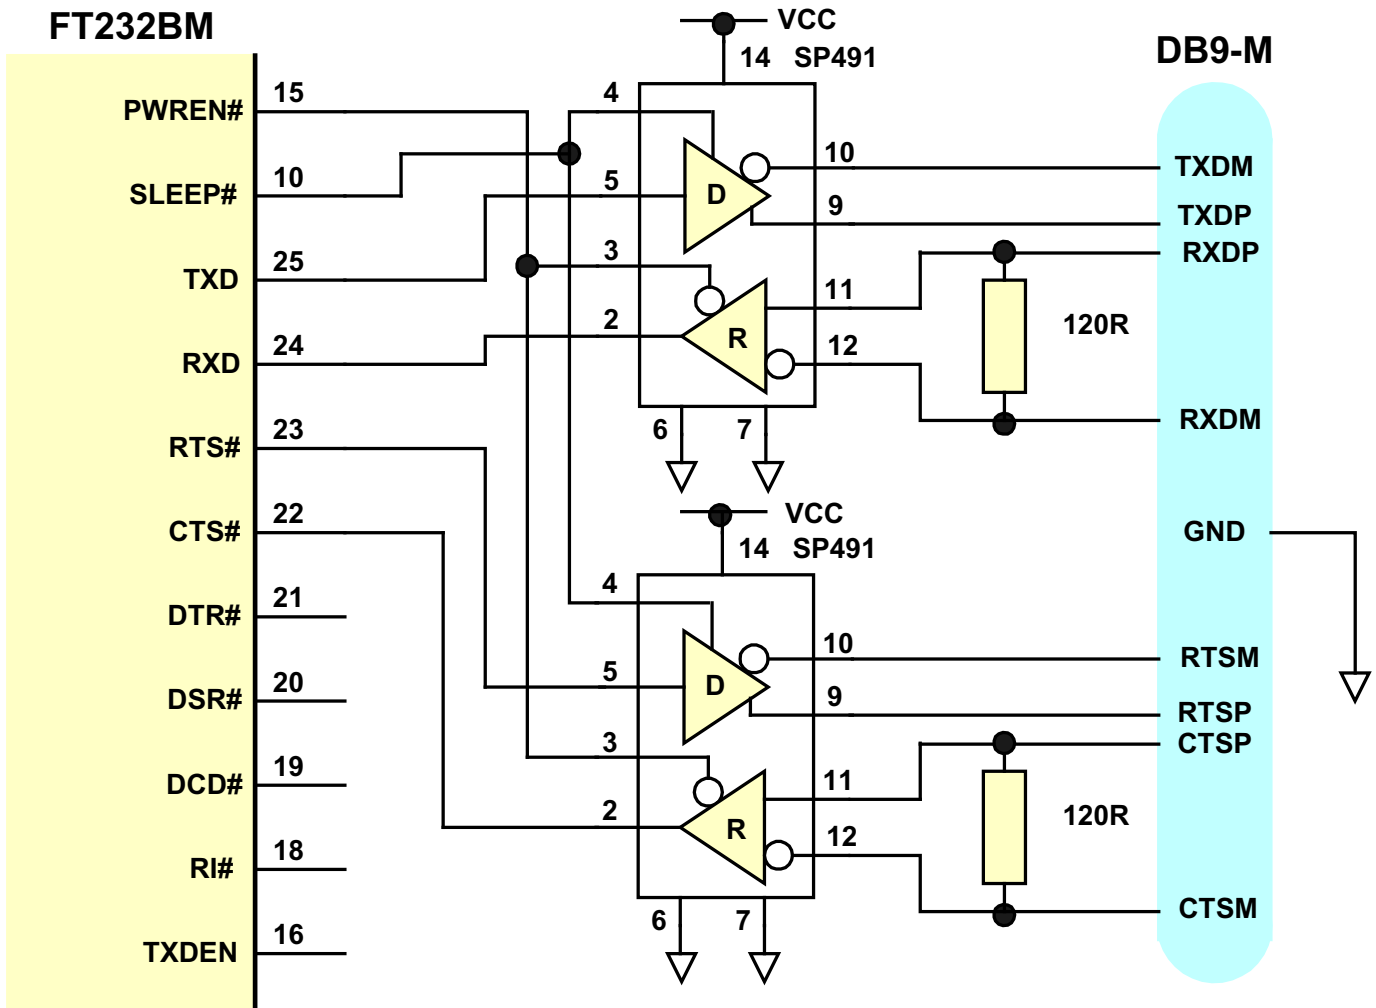 FT232BM
VCC
14 SP491
DB9-M
PWREN# 15
SLEEP# 10
TXD 25
RXD 24
RTS# 23
CTS# 22
DTR# 21
DSR# 20
DCD# 19
RI# 18
TXDEN 16
4
5
3
2
D
R
10
9
11
12
6 7
120R
VCC
14 SP491
4
5
3
2
D
R
10
9
11
12
6 7
120R
TXDM
TXDP
RXDP
RXDM
GND
RTSM
RTSP
CTSP
CTSM